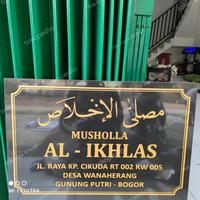 مصلى الإخلاص
MUSHOLLA
AL - IKHLAS
JL. RAYA KP. CIKUDA RT 002 RW 005
DESA WANAHERANG
GUNUNG PUTRI - BOGOR